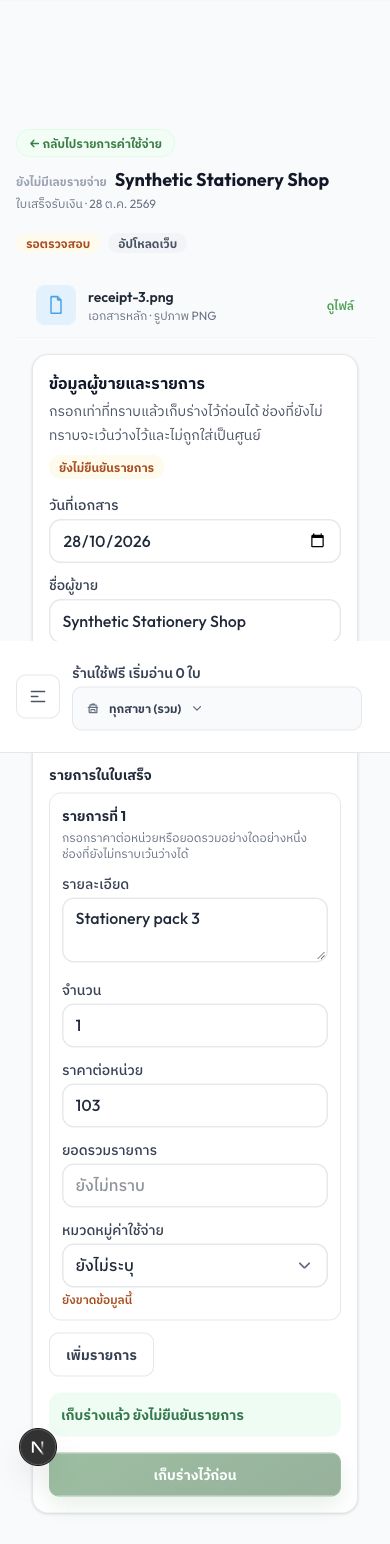 ← กลับไปรายการค่าใช้จ่าย
ยังไม่มีเลขรายจ่าย Synthetic Stationery Shop
ใบเสร็จรับเงิน · 28 ต.ค. 2569
รอตรวจสอบ อัปโหลดเว็บ
receipt-3.png
เอกสารหลัก · รูปภาพ PNG
ดูไฟล์
ข้อมูลผู้ขายและรายการ
กรอกเท่าที่ทราบแล้วเก็บร่างไว้ก่อนได้ ช่องที่ยังไม่
ทราบจะเว้นว่างไว้และไม่ถูกใส่เป็นศูนย์
ยังไม่ยืนยันรายการ
วันที่เอกสาร
28/10/2026
ชื่อผู้ขาย
Synthetic Stationery Shop
ร้านใช้ฟรี เริ่มอ่าน 0 ใบ
ทุกสาขา (รวม)
รายการในใบเสร็จ
รายการที่ 1
กรอกราคาต่อหน่วยหรือยอดรวมอย่างใดอย่างหนึ่ง
ช่องที่ยังไม่ทราบเว้นว่างได้
รายละเอียด
Stationery pack 3
จำนวน
1
ราคาต่อหน่วย
103
ยอดรวมรายการ
ยังไม่ทราบ
หมวดหมู่ค่าใช้จ่าย
ยังไม่ระบุ
ยังขาดข้อมูลนี้
เพิ่มรายการ
เก็บร่างแล้ว ยังไม่ยืนยันรายการ
N
เก็บร่างไว้ก่อน